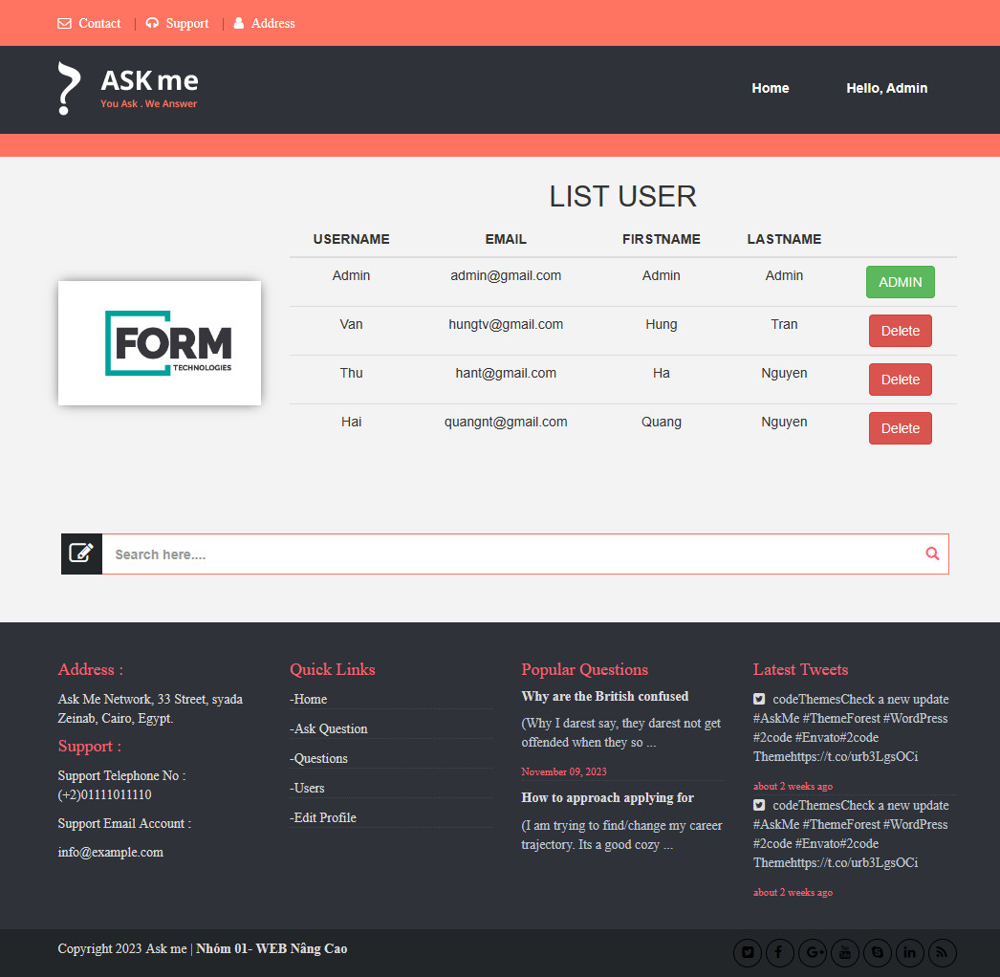 Contact | Support | Address
ASK me
You Ask . We Answer
Home
Hello, Admin
LIST USER
USERNAME EMAIL FIRSTNAME LASTNAME
Admin admin@gmail.com Admin Admin ADMIN
Van hungtv@gmail.com Hung Tran Delete
Thu hant@gmail.com Ha Nguyen Delete
Hai quangnt@gmail.com Quang Nguyen Delete
FORM
TECHNOLOGIES
Search here....
Address :
Ask Me Network, 33 Street, syada
Zeinab, Cairo, Egypt.
Support :
Support Telephone No :
(+2)01111011110
Support Email Account :
info@example.com
Quick Links
-Home
-Ask Question
-Questions
-Users
-Edit Profile
Popular Questions
Why are the British confused
(Why I darest say, they darest not get
offended when they so ...
November 09, 2023
How to approach applying for
(I am trying to find/change my career
trajectory. Its a good cozy ...
Latest Tweets
codeThemesCheck a new update
#AskMe #ThemeForest #WordPress
#2code #Envato#2code
Themehttps://t.co/urb3LgsOCi
about 2 weeks ago
codeThemesCheck a new update
#AskMe #ThemeForest #WordPress
#2code #Envato#2code
Themehttps://t.co/urb3LgsOCi
about 2 weeks ago
Copyright 2023 Ask me | Nhóm 01- WEB Nâng Cao